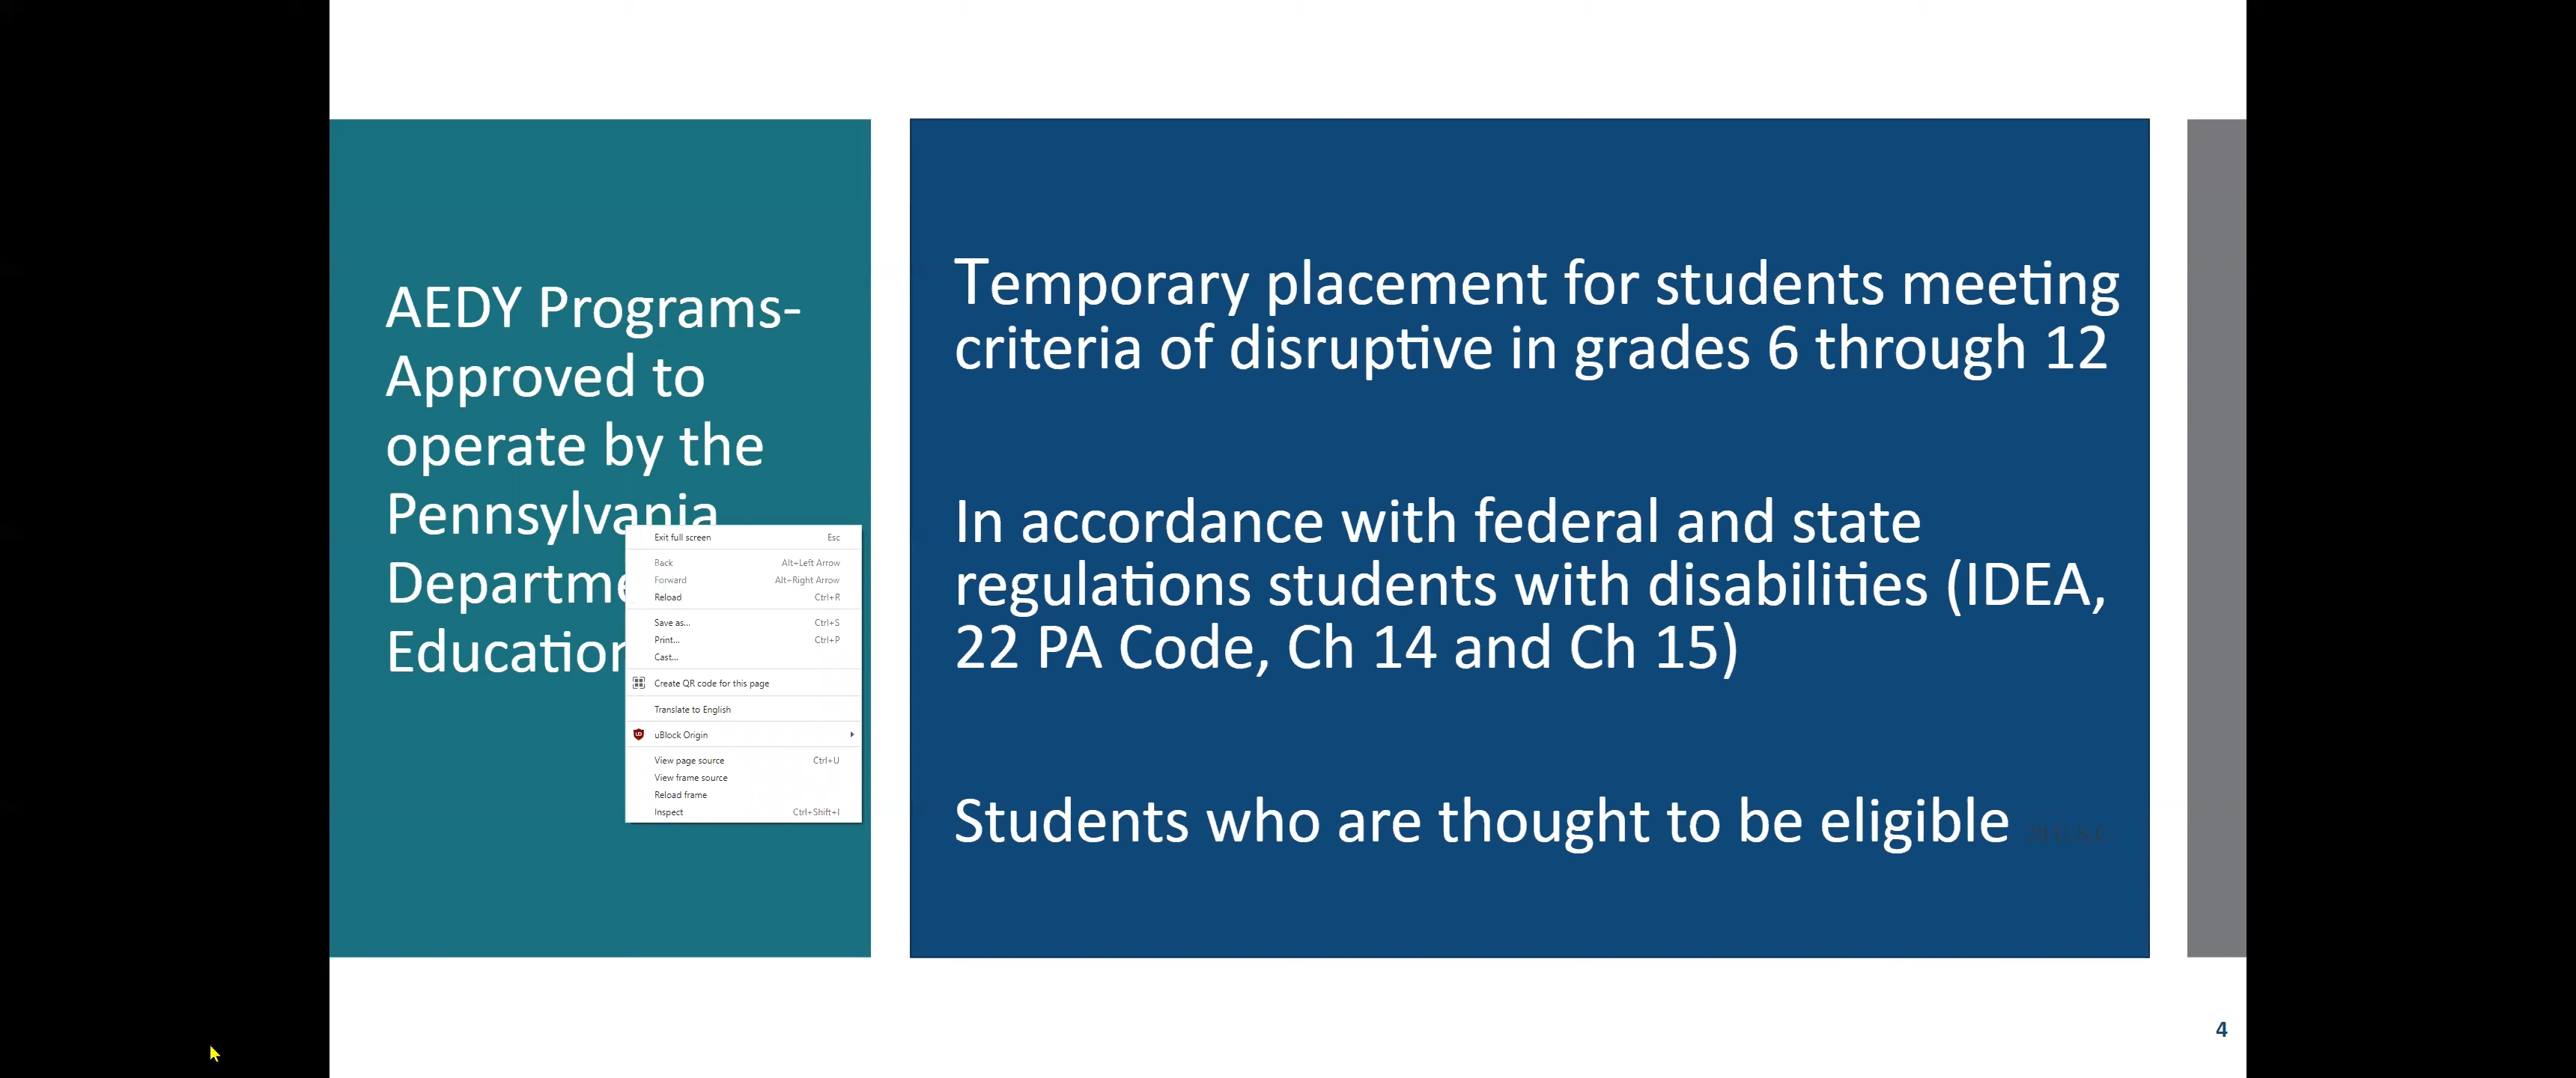 AEDY Programs-
Approved to
operate by the
Pennsylvania
Departme
Education
Exit full screen Esc
Back Alt+Left Arrow
Forward Alt+Right Arrow
Reload Ctrl+R
Save as... Ctrl+S
Print... Ctrl+P
Cast...
Create QR code for this page
Translate to English
uBlock Origin
View page source Ctrl+U
View frame source
Reload frame
Inspect Ctrl+Shift+I
Temporary placement for students meeting
criteria of disruptive in grades 6 through 12
In accordance with federal and state
regulations students with disabilities (IDEA,
22 PA Code, Ch 14 and Ch 15)
Students who are thought to be eligible
4